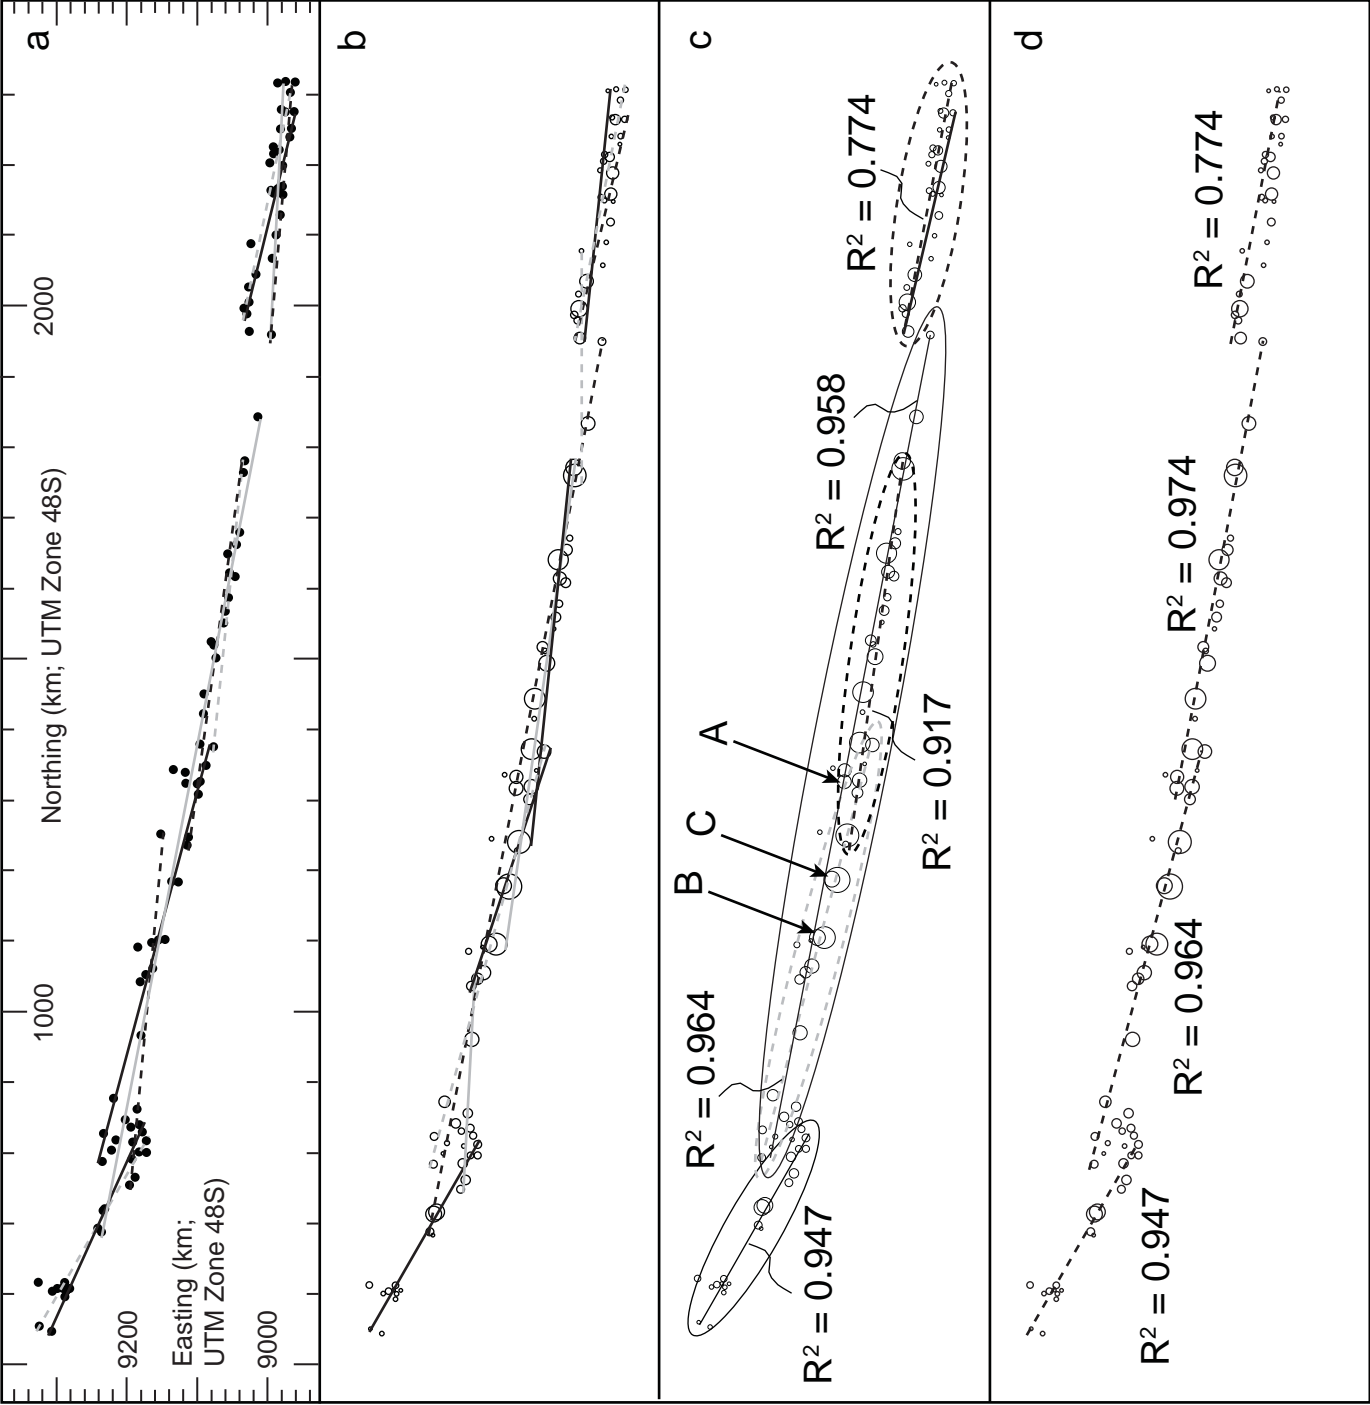 a
2000
1000
Northing (km; UTM Zone 48S)
Easting (km;
UTM Zone 48S)
9200
9000
b
c
R² = 0.774
R² = 0.958
R² = 0.917
A
C
B
R² = 0.964
R² = 0.947
d
R² = 0.774
R² = 0.974
R² = 0.964
R² = 0.947